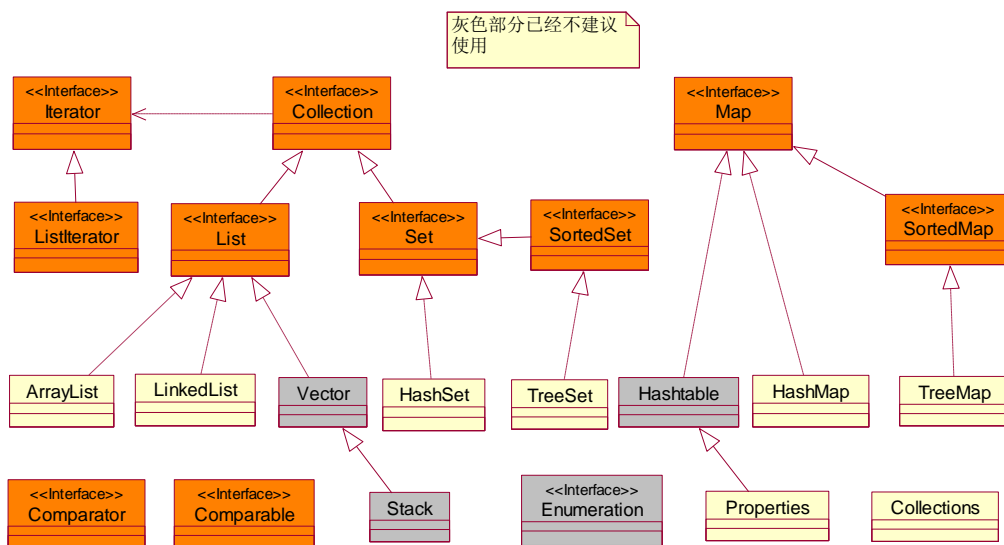 灰色部分已经不建议
使用
<<Interface>>
Iterator
<<Interface>>
Collection
<<Interface>>
Map
<<Interface>>
ListIterator
<<Interface>>
List
<<Interface>>
Set
<<Interface>>
SortedSet
<<Interface>>
SortedMap
ArrayList
LinkedList
Vector
HashSet
TreeSet
Hashtable
HashMap
TreeMap
<<Interface>>
Comparator
<<Interface>>
Comparable
Stack
<<Interface>>
Enumeration
Properties
Collections